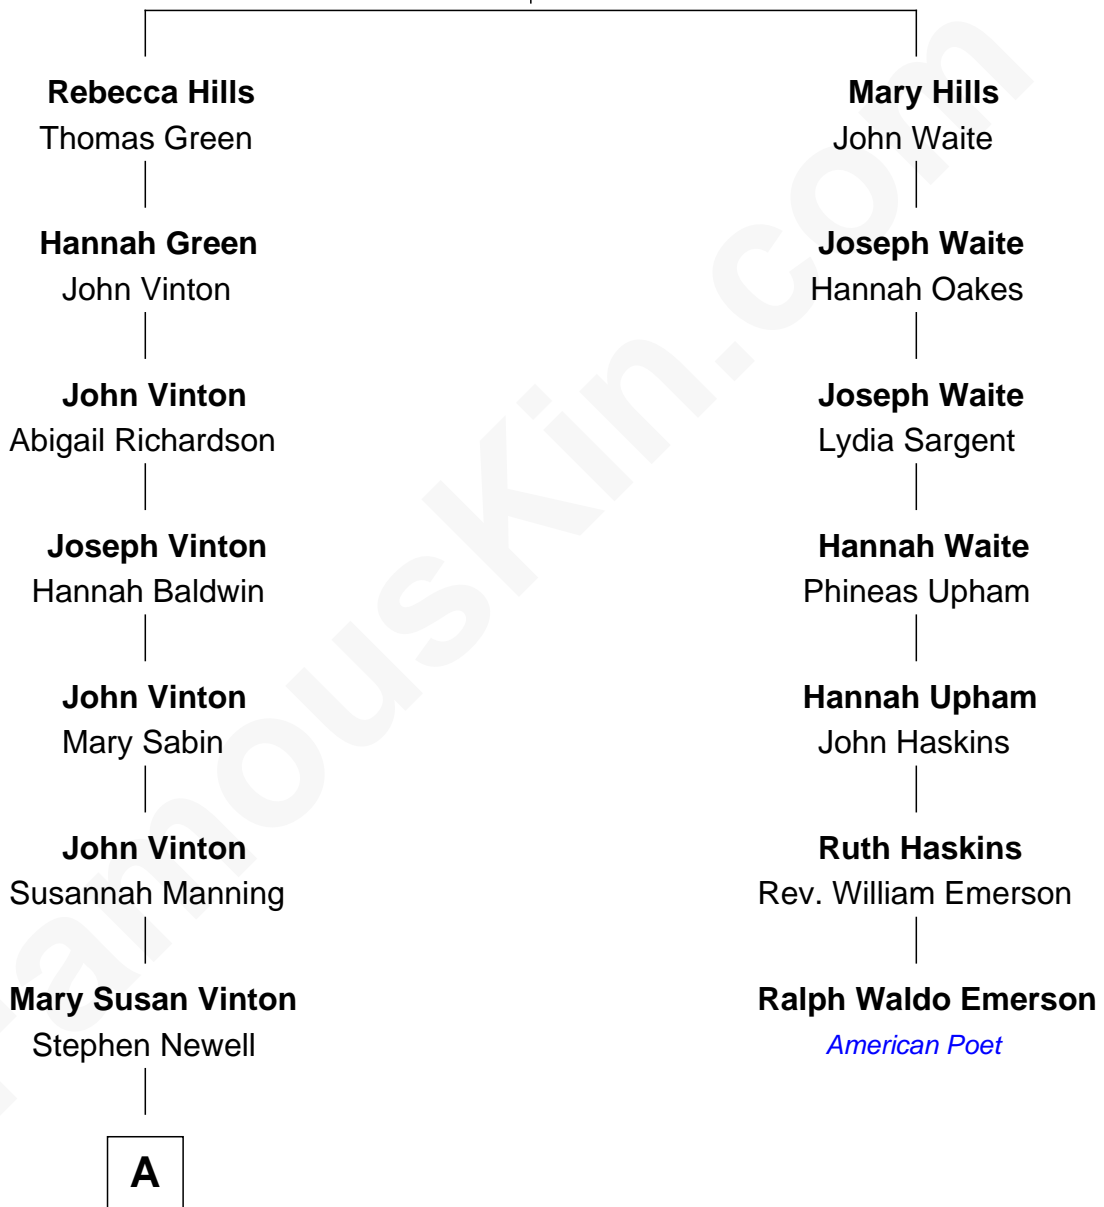 Rebecca Hills
Thomas Green
Hannah Green
John Vinton
John Vinton
Abigail Richardson
Joseph Vinton
Hannah Baldwin
John Vinton
Mary Sabin
John Vinton
Susannah Manning
Mary Susan Vinton
Stephen Newell
A
Mary Hills
John Waite
Joseph Waite
Hannah Oakes
Joseph Waite
Lydia Sargent
Hannah Waite
Phineas Upham
Hannah Upham
John Haskins
Ruth Haskins
Rev. William Emerson
Ralph Waldo Emerson
American Poet
FamousKin.com